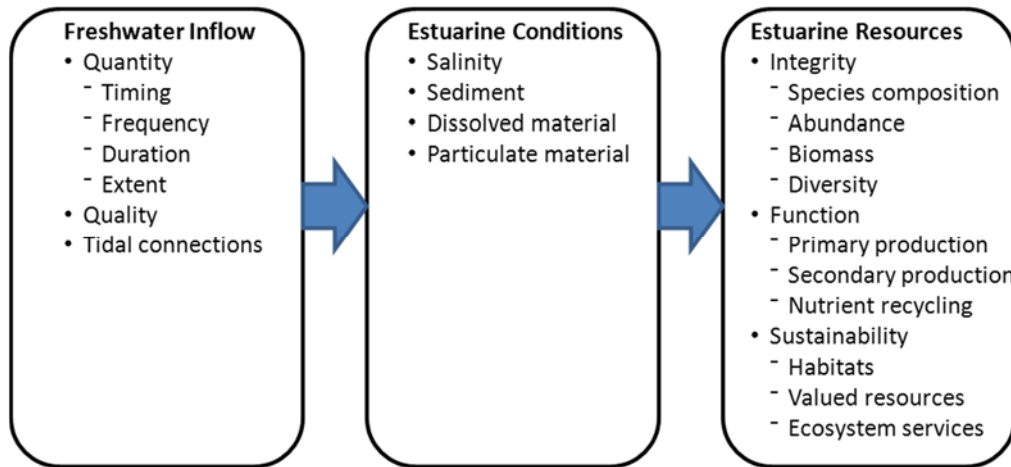 Freshwater Inflow
• Quantity
- Timing
- Frequency
- Duration
- Extent
• Quality
• Tidal connections
Estuarine Conditions
• Salinity
• Sediment
• Dissolved material
• Particulate material
Estuarine Resources
• Integrity
- Species composition
- Abundance
- Biomass
- Diversity
• Function
- Primary production
- Secondary production
- Nutrient recycling
• Sustainability
- Habitats
- Valued resources
- Ecosystem services